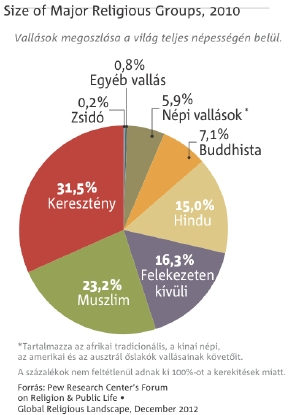 Size of Major Religious Groups, 2010
Vallások megoszlása a világ teljes népességén belül.
0,8%
Egyéb vallás
0,2%
Zsidó
5,9%
Népi vallások *
7,1%
Buddhista
31,5%
Keresztény
15,0%
Hindu
16,3%
Felekezeten
kívüli
23,2%
Muszlim
*Tartalmazza az afrikai tradicionális, a kinai népi,
az amerikai és az ausztrál őslakók vallásainak követőit.
A százalékok nem feltétlenül adnak ki 100%-ot a kerekítések miatt.
Forrás: Pew Research Center's Forum
on Religion & Public Life •
Global Religious Landscape, December 2012